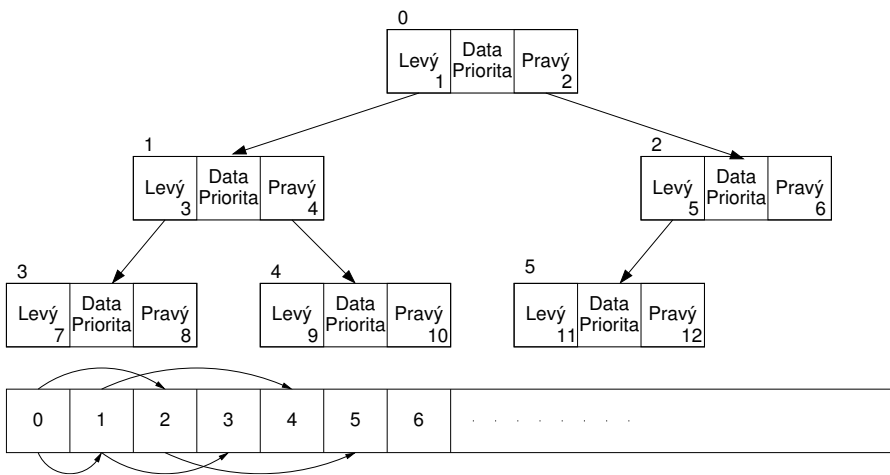 0
Levý Data Pravý
1 Priorita 2
1 2
Levý Data Pravý Levý Data Pravý
3 Priorita 4 5 Priorita 6
3 4 5
Levý Data Pravý Levý Data Pravý Levý Data Pravý
7 Priorita 8 9 Priorita 10 11 Priorita 12
0 1 2 3 4 5 6 . . . . . . . .